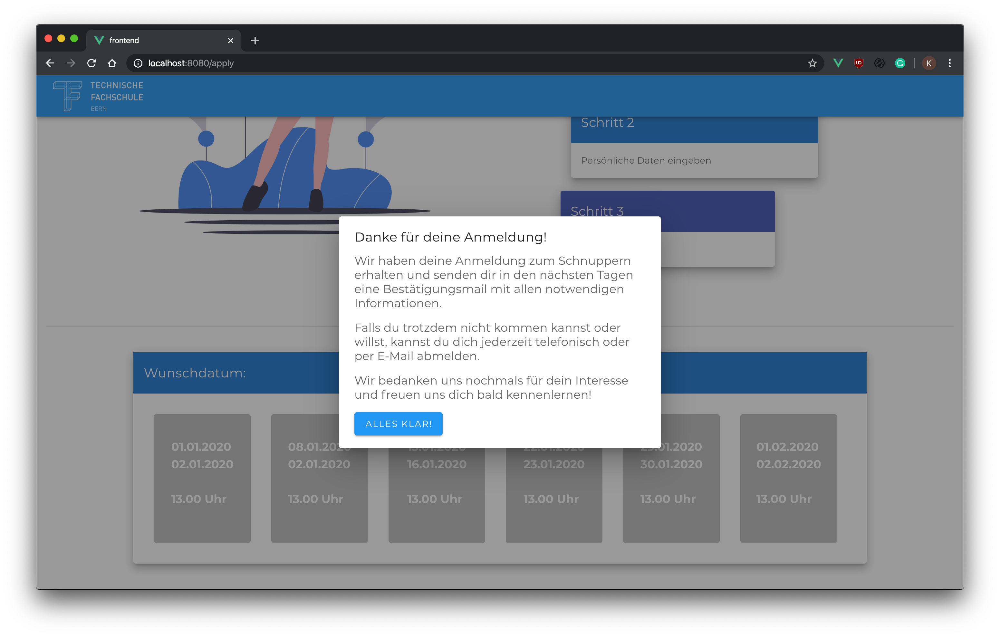 frontend
localhost:8080/apply
K
TECHNISCHE
FACHSCHULE
BERN
Schritt 2
Persönliche Daten eingeben
Schritt 3
Danke für deine Anmeldung!
Wir haben deine Anmeldung zum Schnuppern
erhalten und senden dir in den nächsten Tagen
eine Bestätigungsmail mit allen notwendigen
Informationen.
Falls du trotzdem nicht kommen kannst oder
willst, kannst du dich jederzeit telefonisch oder
per E-Mail abmelden.
Wir bedanken uns nochmals für dein Interesse
und freuen uns dich bald kennenlernen!
ALLES KLAR!
Wunschdatum:
01.01.2020
02.01.2020
13.00 Uhr
08.01.2020
02.01.2020
13.00 Uhr
16.01.2020
13.00 Uhr
23.01.2020
13.00 Uhr
29.01.2020
30.01.2020
13.00 Uhr
01.02.2020
02.02.2020
13.00 Uhr